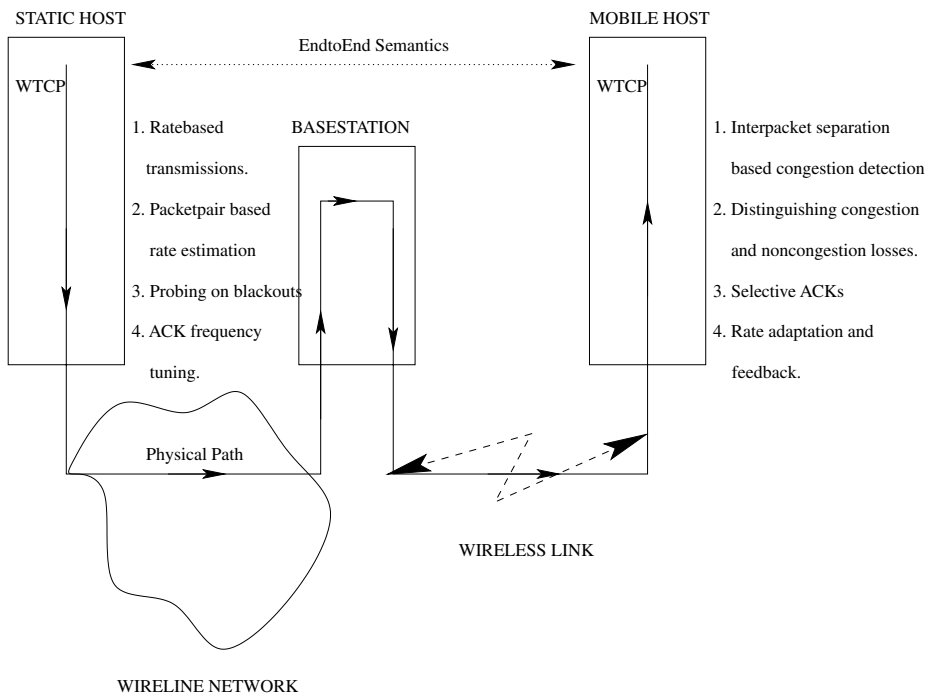 STATIC HOST
MOBILE HOST
EndtoEnd Semantics
WTCP
WTCP
1. Ratebased
transmissions.
2. Packetpair based
rate estimation
3. Probing on blackouts
4. ACK frequency
tuning.
BASESTATION
1. Interpacket separation
based congestion detection
2. Distinguishing congestion
and noncongestion losses.
3. Selective ACKs
4. Rate adaptation and
feedback.
Physical Path
WIRELESS LINK
WIRELINE NETWORK